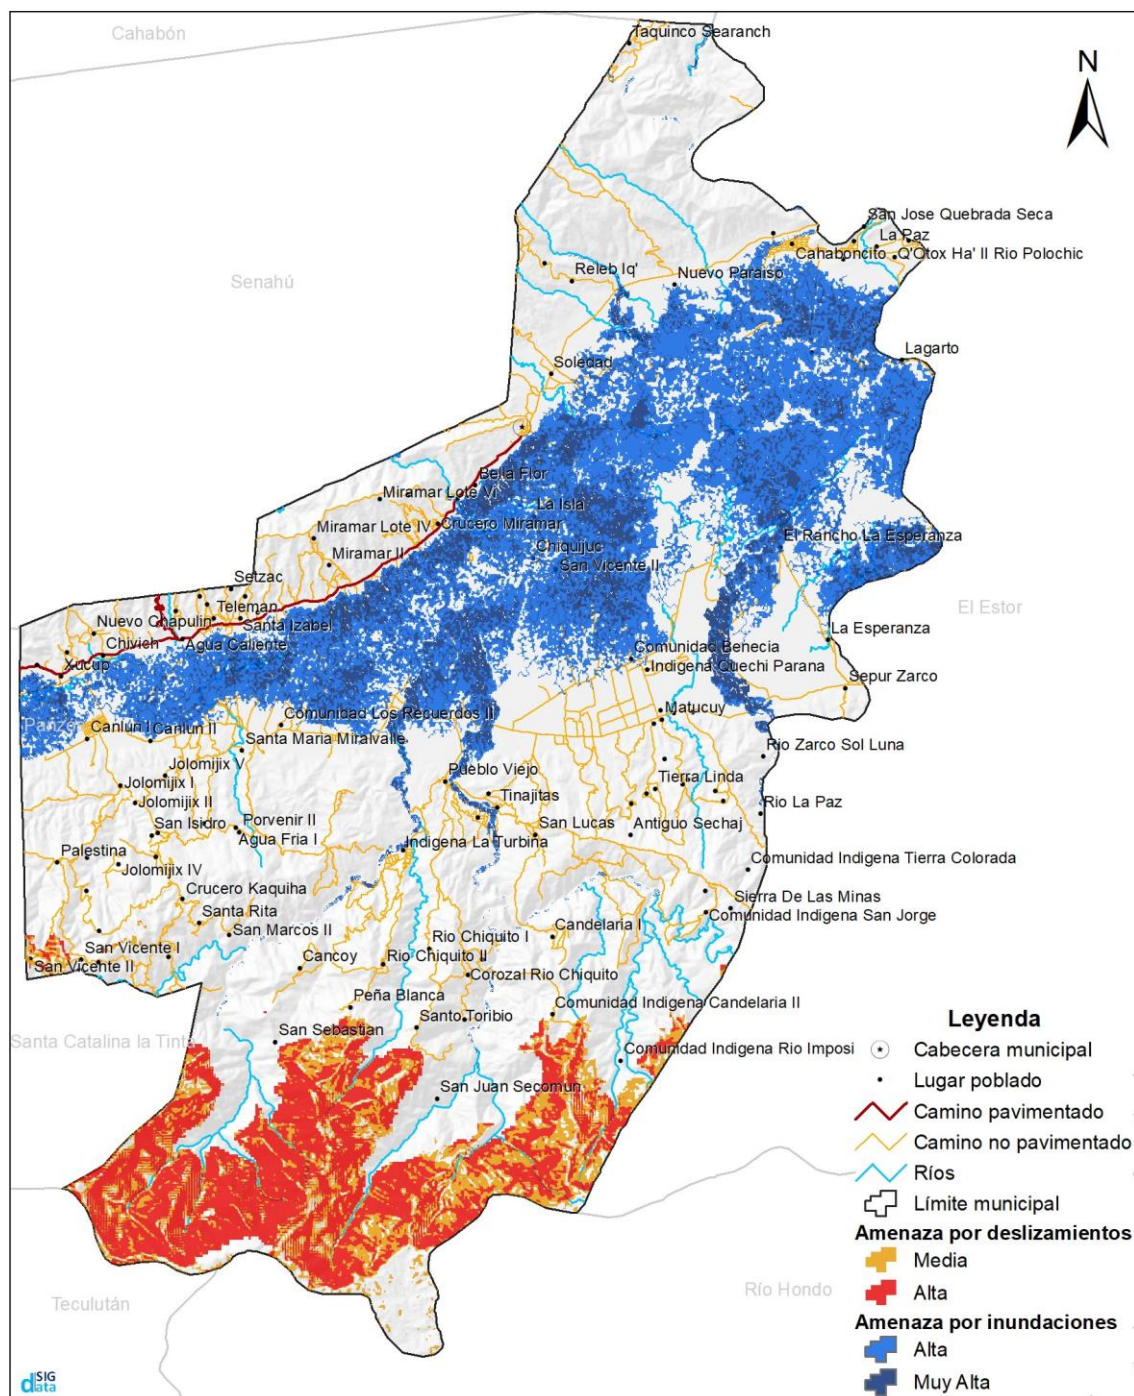 Cahabón
Taquinco Searanch
N
San Jose Quebrada Seca
La Paz
Cahaboncito
Q'Otox Ha' II Rio Polochic
Releb Iq'
Nuevo Paraiso
Senahú
Lagarto
Soledad
Bella Flor
Miramar Lote VI
La Isla
Miramar Lote IV
Crucero Miramar
El Rancho La Esperanza
Chiquijuc
Miramar II
San Vicente II
Setzac
Teleman
El Estor
Nuevo Chapulin
Santa Izabel
La Esperanza
Chivich
Agua Caliente
Comunidad Benecia
Xucup
Indigena Quechi Parana
Sepur Zarco
Matucuy
Panzó
Canlun I
Canlun II
Comunidad Los Recuerdos II
Santa Maria Miralvalle
Rio Zarco Sol Luna
Jolomijix V
Jolomijix I
Pueblo Viejo
Tierra Linda
Jolomijix II
Tinajitas
Rio La Paz
San Isidro
Porvenir II
San Lucas
Antiguo Sechaj
Agua Fria I
Indigena La Turbina
Palestina
Jolomijix IV
Comunidad Indigena Tierra Colorada
Crucero Kaquiha
Sierra De Las Minas
Santa Rita
Comunidad Indigena San Jorge
San Marcos II
Candelaria I
Rio Chiquito I
San Vicente I
Cancoy
Rio Chiquito II
San Vicente II
Corozal Rio Chiquito
Peña Blanca
Comunidad Indigena Candelaria II
Santo Toribio
Santa Catalina la Tinta
San Sebastian
Comunidad Indigena Rio Imposi
San Juan Secomun
Teculután
Río Hondo
Leyenda
Cabecera municipal
Lugar poblado
Camino pavimentado
Camino no pavimentado
Ríos
Límite municipal
Amenaza por deslizamientos
Media
Alta
Amenaza por inundaciones
Alta
Muy Alta
SIG
data